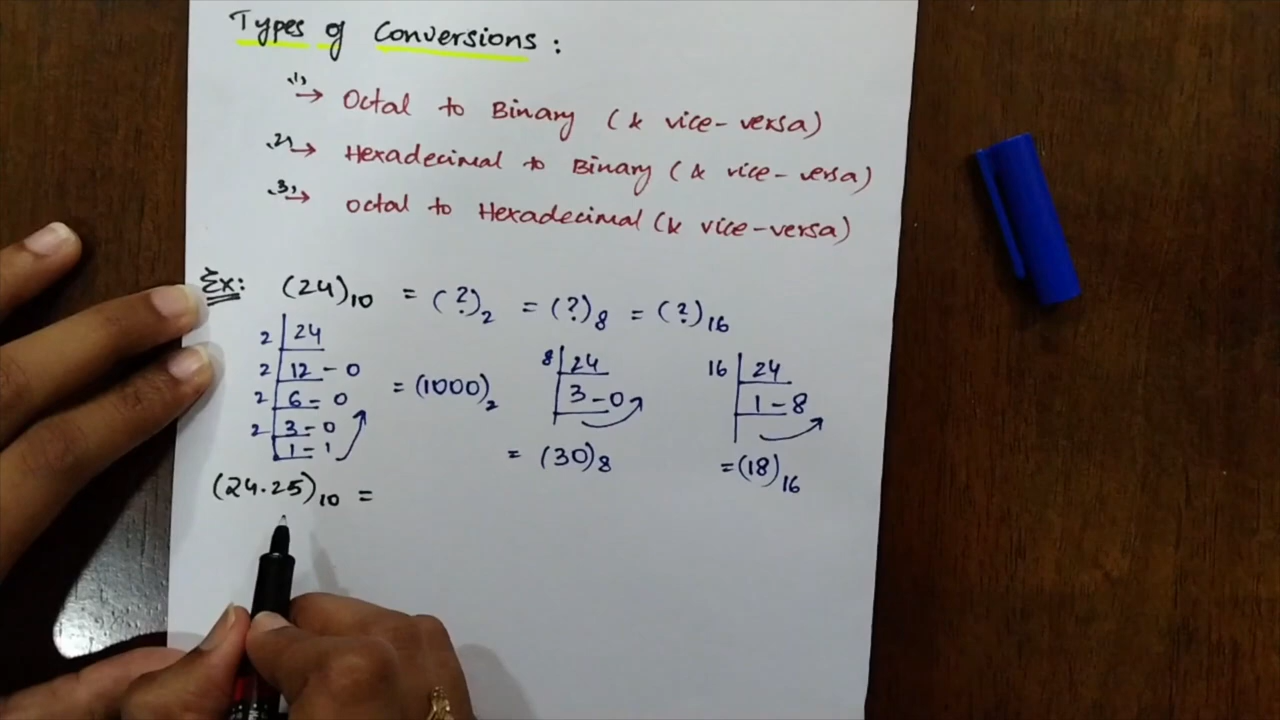 Types of Conversions:
1) → Octal to Binary (& vice-versa)
2) → Hexadecimal to Binary (& vice-versa)
3) → octal to Hexadecimal (& vice-versa)
Ex: (24)₁₀ = (?)₂ = (?)₈ = (?)₁₆
2 | 24
2 | 12 - 0
2 | 6 - 0
2 | 3 - 0
1 - 1
= (1000)₂
8 | 24
3 - 0
= (30)₈
16 | 24
1 - 8
= (18)₁₆
(24.25)₁₀ =